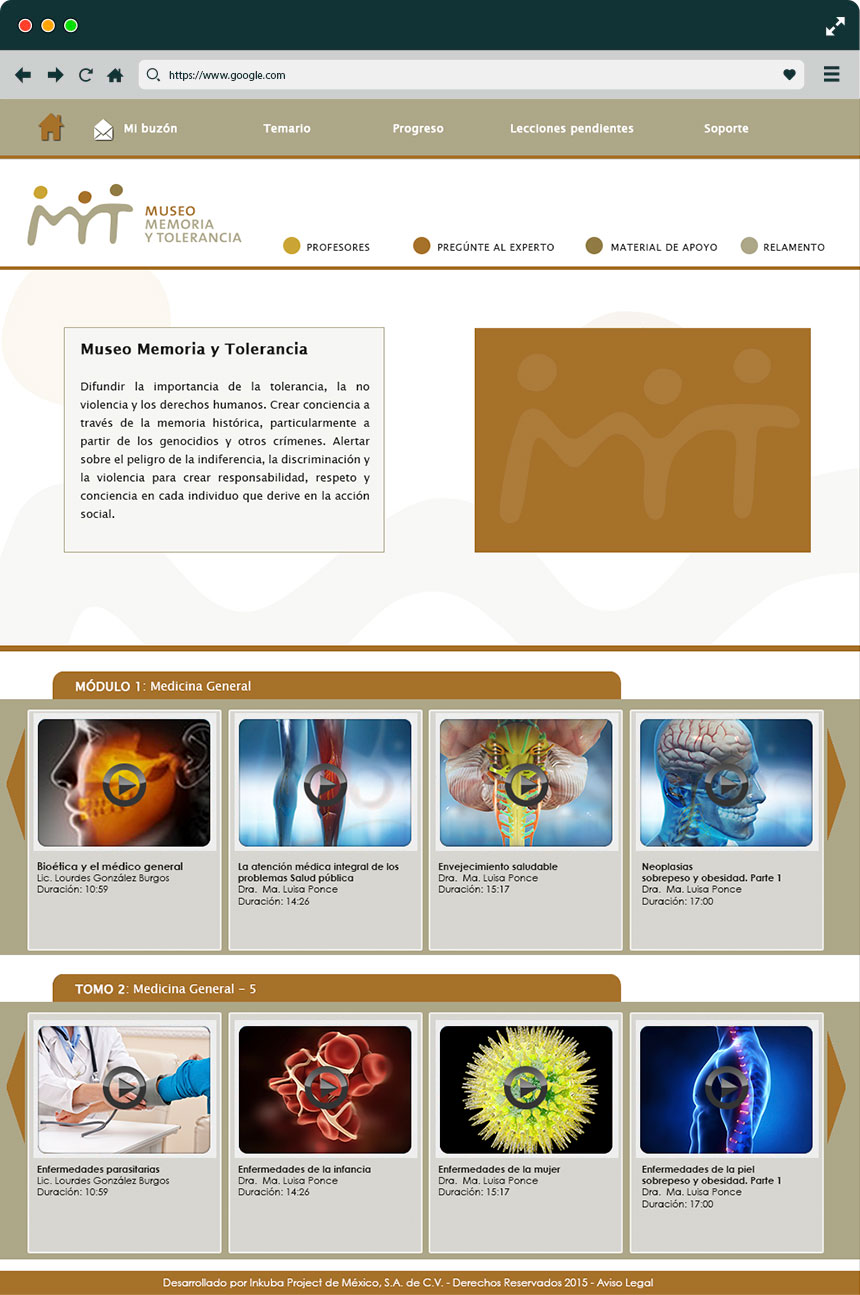 https://www.google.com
Mi buzón
Temario
Progreso
Lecciones pendientes
Soporte
MUSEO
MEMORIA
Y TOLERANCIA
PROFESORES
PREGÚNTE AL EXPERTO
MATERIAL DE APOYO
RELAMENTO
Museo Memoria y Tolerancia
Difundir la importancia de la tolerancia, la no
violencia y los derechos humanos. Crear conciencia a
través de la memoria histórica, particularmente a
partir de los genocidios y otros crímenes. Alertar
sobre el peligro de la indiferencia, la discriminación y
la violencia para crear responsabilidad, respeto y
conciencia en cada individuo que derive en la acción
social.
MÓDULO 1: Medicina General
Bioética y el médico general
Lic. Lourdes González Burgos
Duración: 10:59
La atención médica integral de los
problemas Salud pública
Dra. Ma. Luisa Ponce
Duración: 14:26
Envejecimiento saludable
Dra. Ma. Luisa Ponce
Duración: 15:17
Neoplasias
sobrepeso y obesidad. Parte 1
Dra. Ma. Luisa Ponce
Duración: 17:00
TOMO 2: Medicina General - 5
Enfermedades parasitarias
Lic. Lourdes González Burgos
Duración: 10:59
Enfermedades de la infancia
Dra. Ma. Luisa Ponce
Duración: 14:26
Enfermedades de la mujer
Dra. Ma. Luisa Ponce
Duración: 15:17
Enfermedades de la piel
sobrepeso y obesidad. Parte 1
Dra. Ma. Luisa Ponce
Duración: 17:00
Desarrollado por Inkuba Project de México, S.A. de C.V. - Derechos Reservados 2015 - Aviso Legal